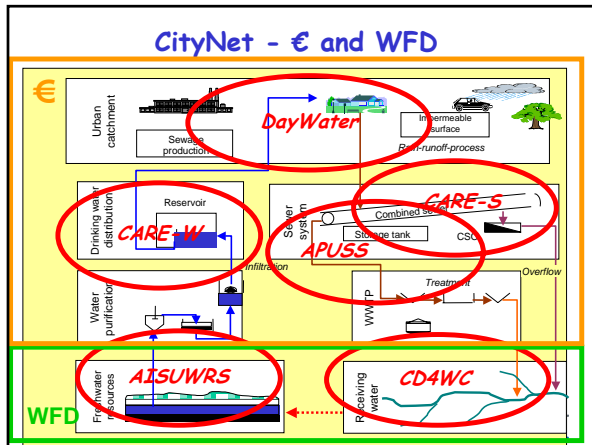 CityNet - € and WFD
€
Urban
catchment
Sewage
production
DayWater
Impermeable
surface
Rain-runoff-process
Drinking water
distribution
Reservoir
CARE-W
Infiltration
Sewer
system
Combined sewer
CARE-S
Storage tank
CSO
APUSS
Overflow
Water
purification
WWTP
Treatment
WFD
Freshwater
resources
AISUWRS
Receiving
water
CD4WC